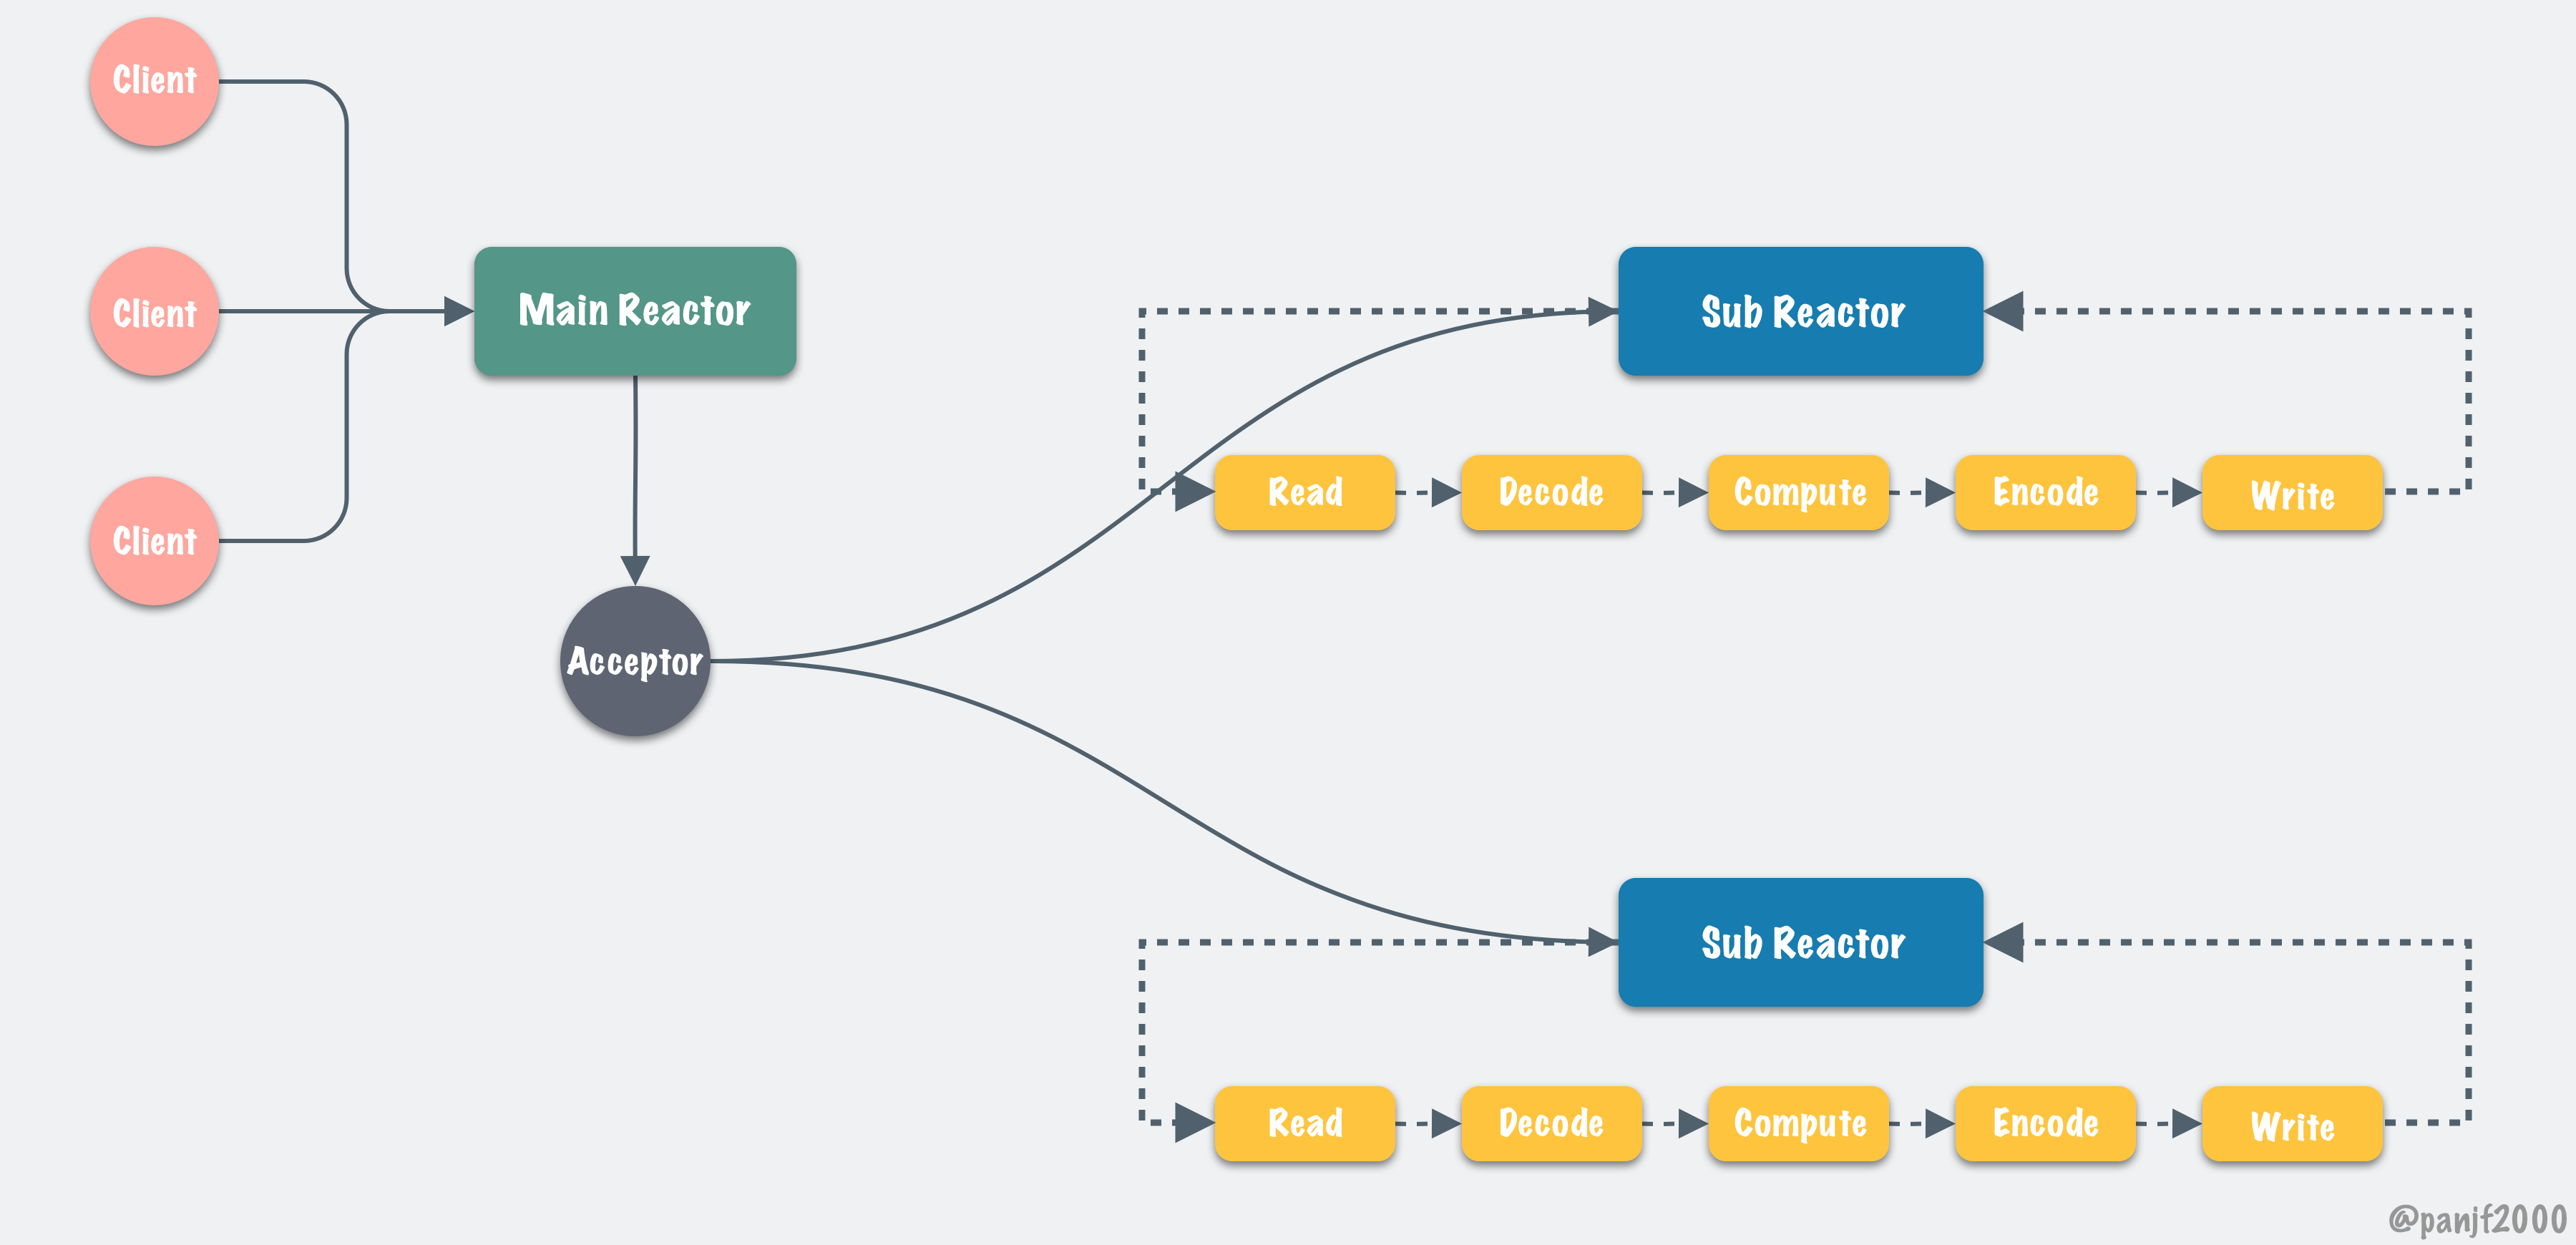 Client
Client
Client
Main Reactor
Acceptor
Sub Reactor
Read
Decode
Compute
Encode
Write
Sub Reactor
Read
Decode
Compute
Encode
Write
@panjf2000